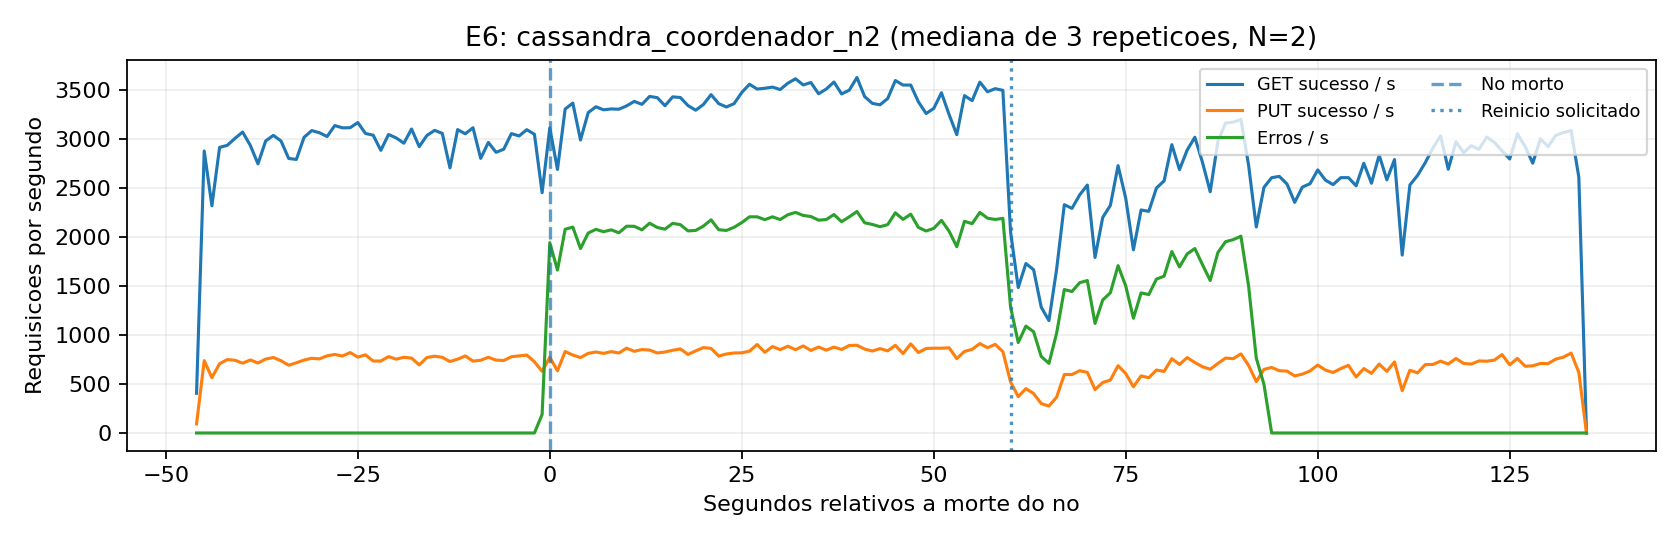 E6: cassandra_coordenador_n2 (mediana de 3 repeticoes, N=2)
Requisicoes por segundo
3500
3000
2500
2000
1500
1000
500
0
GET sucesso / s
PUT sucesso / s
Erros / s
No morto
Reinicio solicitado
−50
−25
0
25
50
75
100
125
Segundos relativos a morte do no